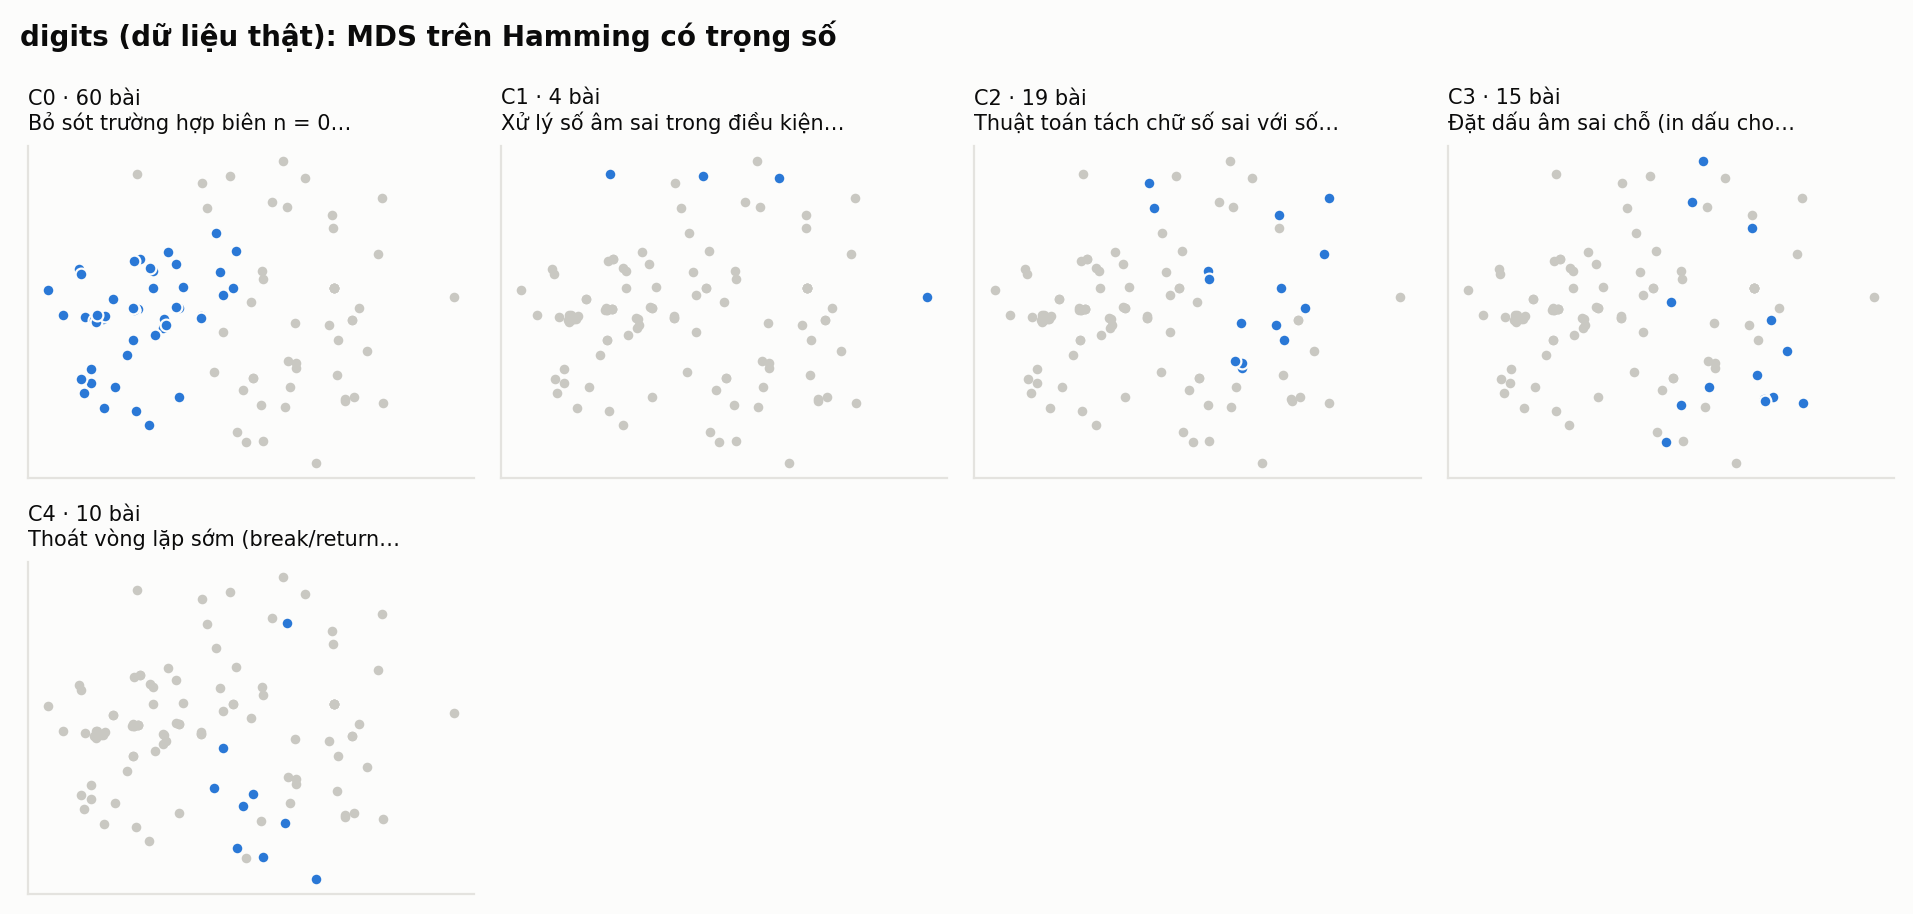 digits (dữ liệu thật): MDS trên Hamming có trọng số
C0 · 60 bài
Bỏ sót trường hợp biên n = 0...
C1 · 4 bài
Xử lý số âm sai trong điều kiện...
C2 · 19 bài
Thuật toán tách chữ số sai với số...
C3 · 15 bài
Đặt dấu âm sai chỗ (in dấu cho...
C4 · 10 bài
Thoát vòng lặp sớm (break/return...